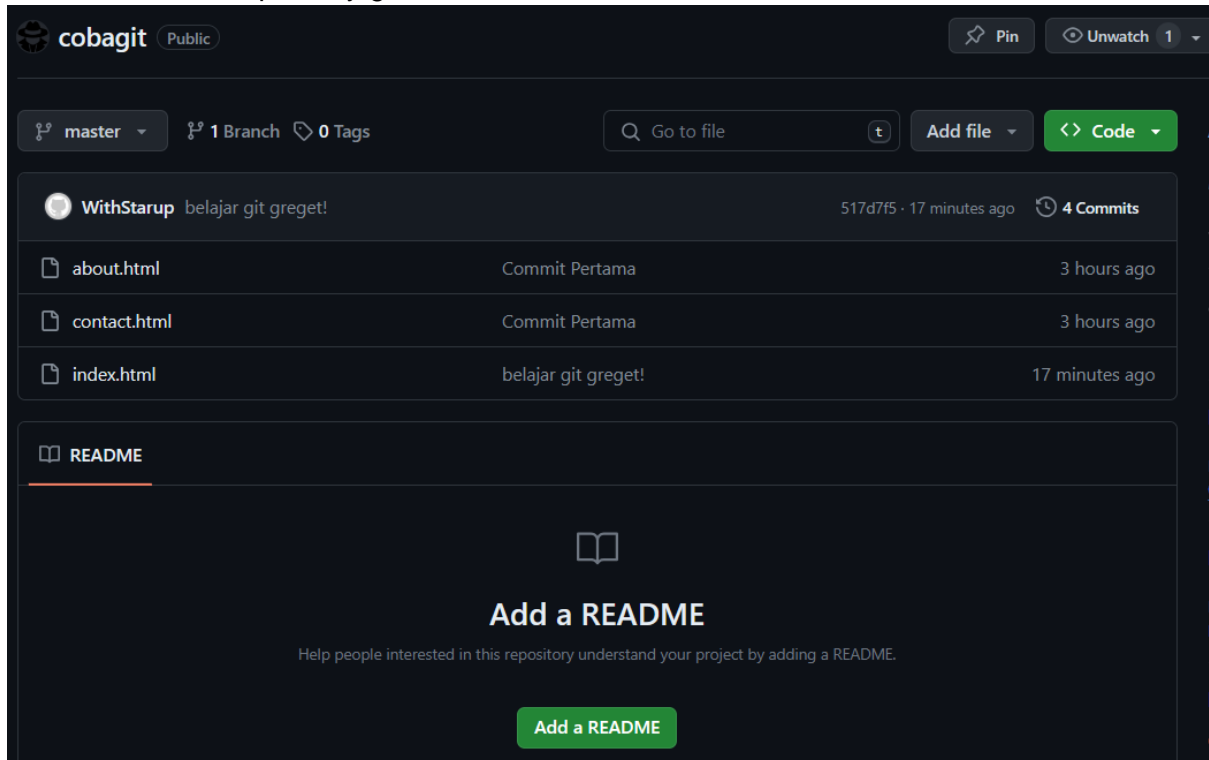 cobagit Public Pin Unwatch 1
master 1 Branch 0 Tags Go to file t Add file Code
WithStarup belajar git greget! 517d7f5 · 17 minutes ago 4 Commits
about.html Commit Pertama 3 hours ago
contact.html Commit Pertama 3 hours ago
index.html belajar git greget! 17 minutes ago
README
Add a README
Help people interested in this repository understand your project by adding a README.
Add a README